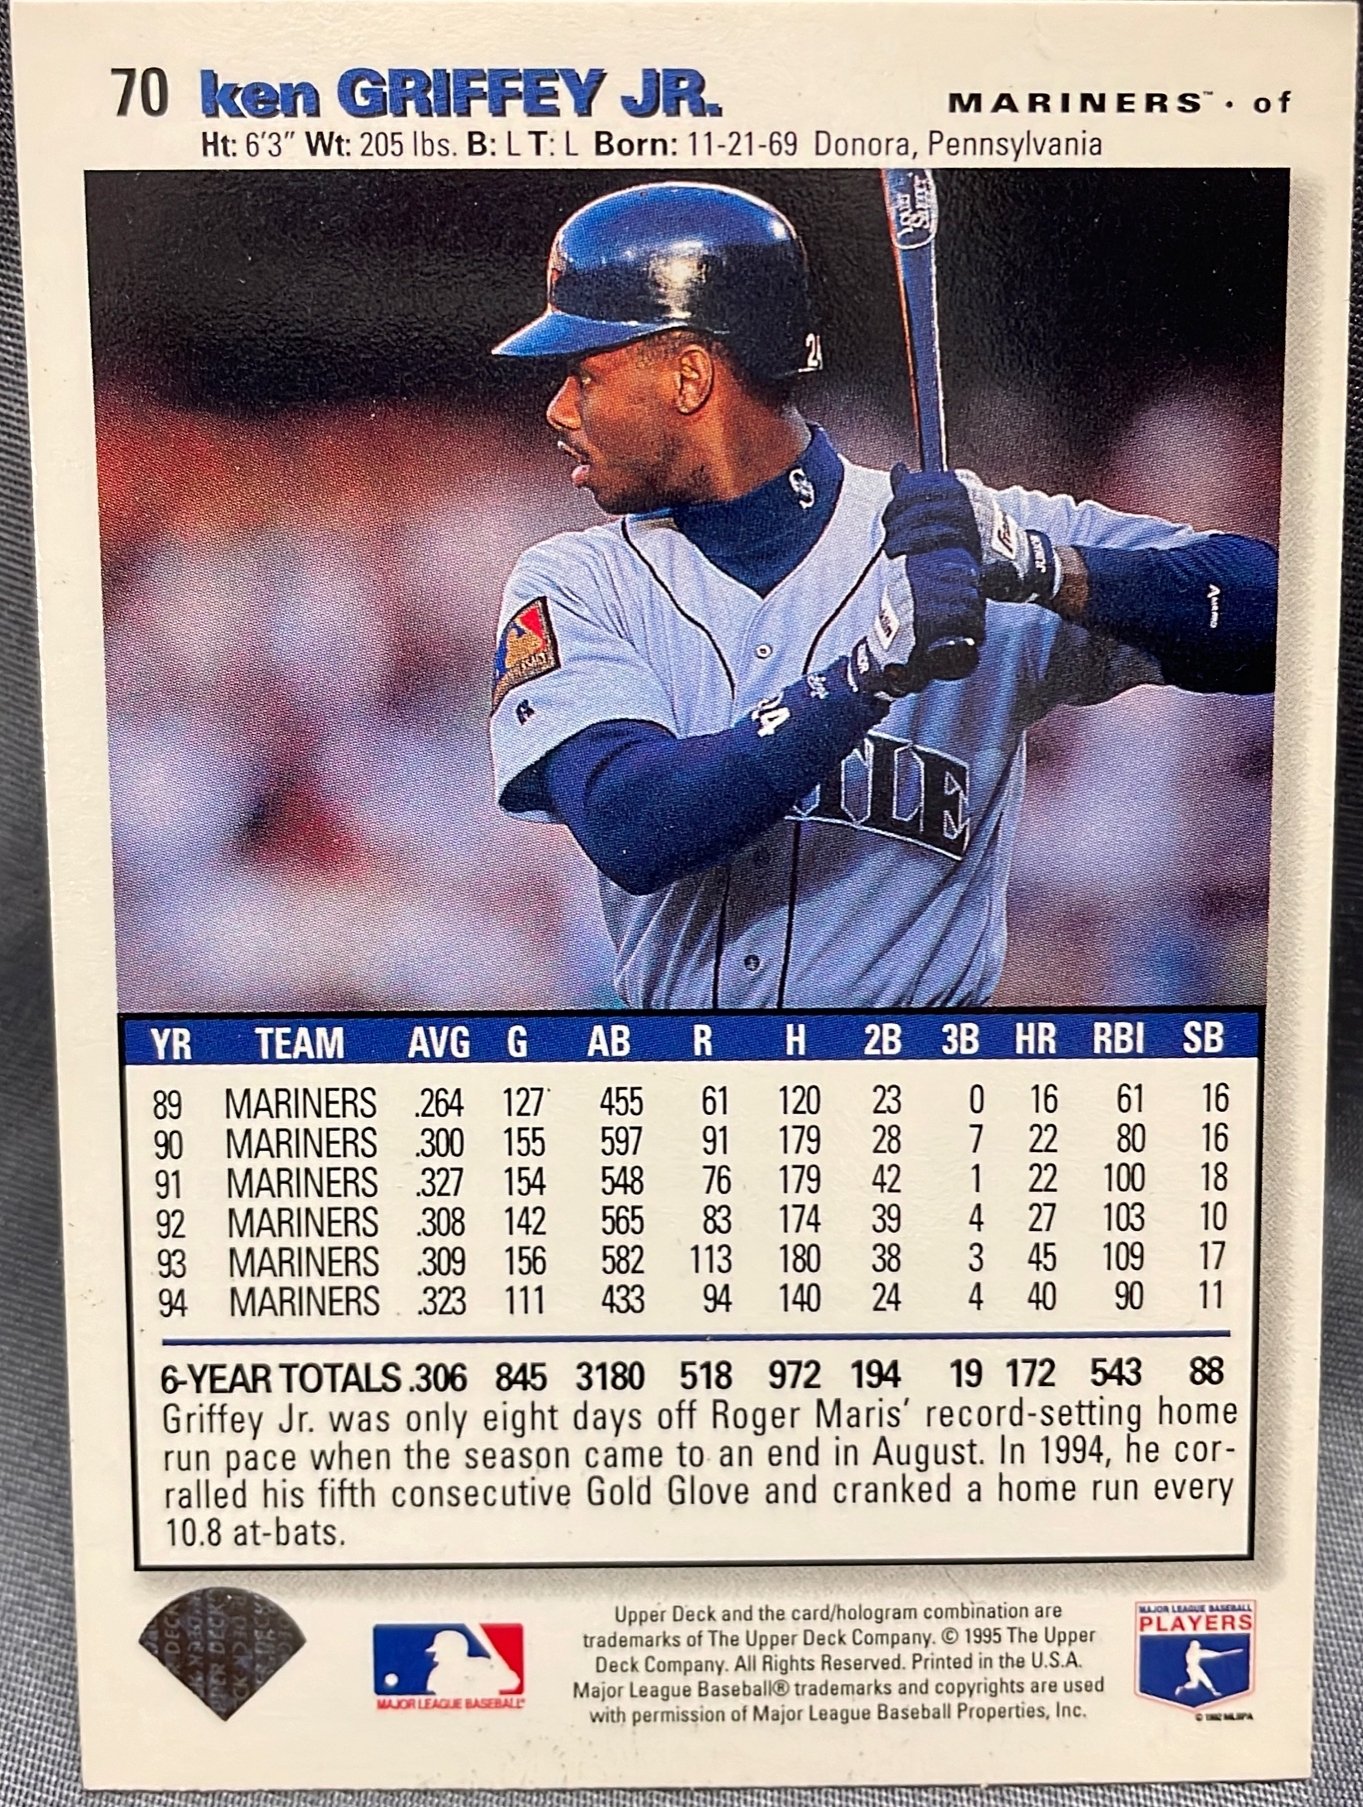 70 ken GRIFFEY JR. MARINERS™ • of
Ht: 6'3" Wt: 205 lbs. B: L T: L Born: 11-21-69 Donora, Pennsylvania
24
TLE
YR TEAM AVG G AB R H 2B 3B HR RBI SB
89 MARINERS .264 127 455 61 120 23 0 16 61 16
90 MARINERS .300 155 597 91 179 28 7 22 80 16
91 MARINERS .327 154 548 76 179 42 1 22 100 18
92 MARINERS .308 142 565 83 174 39 4 27 103 10
93 MARINERS .309 156 582 113 180 38 3 45 109 17
94 MARINERS .323 111 433 94 140 24 4 40 90 11
6-YEAR TOTALS .306 845 3180 518 972 194 19 172 543 88
Griffey Jr. was only eight days off Roger Maris' record-setting home
run pace when the season came to an end in August. In 1994, he cor-
ralled his fifth consecutive Gold Glove and cranked a home run every
10.8 at-bats.
Upper Deck and the card/hologram combination are
trademarks of The Upper Deck Company. © 1995 The Upper
Deck Company. All Rights Reserved. Printed in the U.S.A.
Major League Baseball® trademarks and copyrights are used
with permission of Major League Baseball Properties, Inc.
MAJOR LEAGUE BASEBALL
MAJOR LEAGUE BASEBALL
PLAYERS
© 1992 MLBPA